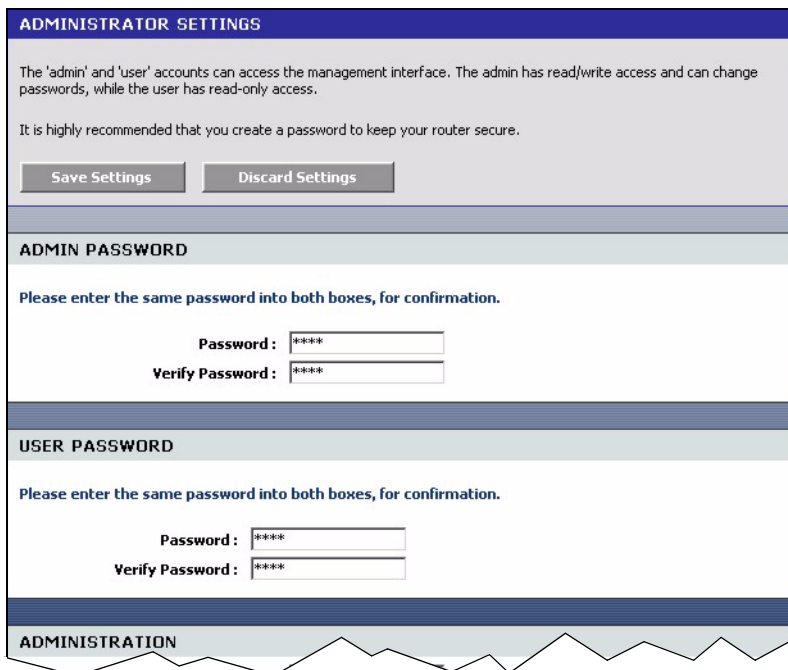 ADMINISTRATOR SETTINGS
The 'admin' and 'user' accounts can access the management interface. The admin has read/write access and can change
passwords, while the user has read-only access.
It is highly recommended that you create a password to keep your router secure.
Save Settings Discard Settings
ADMIN PASSWORD
Please enter the same password into both boxes, for confirmation.
Password : ****
Verify Password : ****
USER PASSWORD
Please enter the same password into both boxes, for confirmation.
Password : ****
Verify Password : ****
ADMINISTRATION